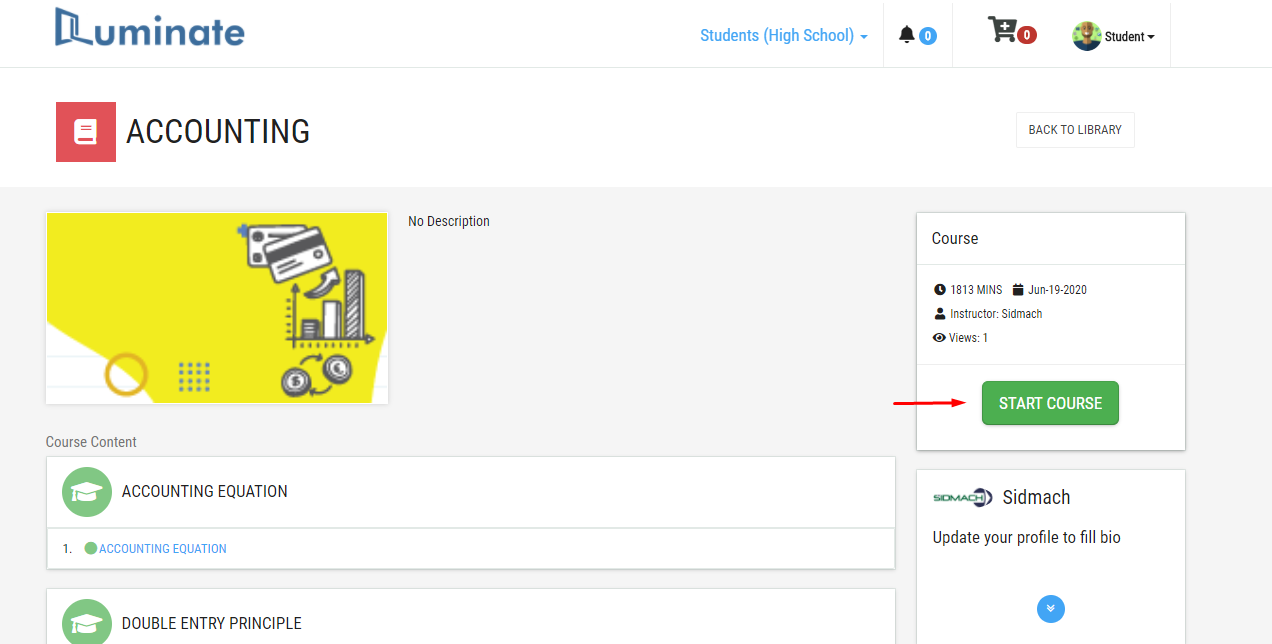 Luminate
Students (High School)
0
0
Student
ACCOUNTING
BACK TO LIBRARY
No Description
Course
1813 MINS Jun-19-2020
Instructor: Sidmach
Views: 1
START COURSE
Course Content
ACCOUNTING EQUATION
1. ACCOUNTING EQUATION
SIDMACH Sidmach
Update your profile to fill bio
DOUBLE ENTRY PRINCIPLE